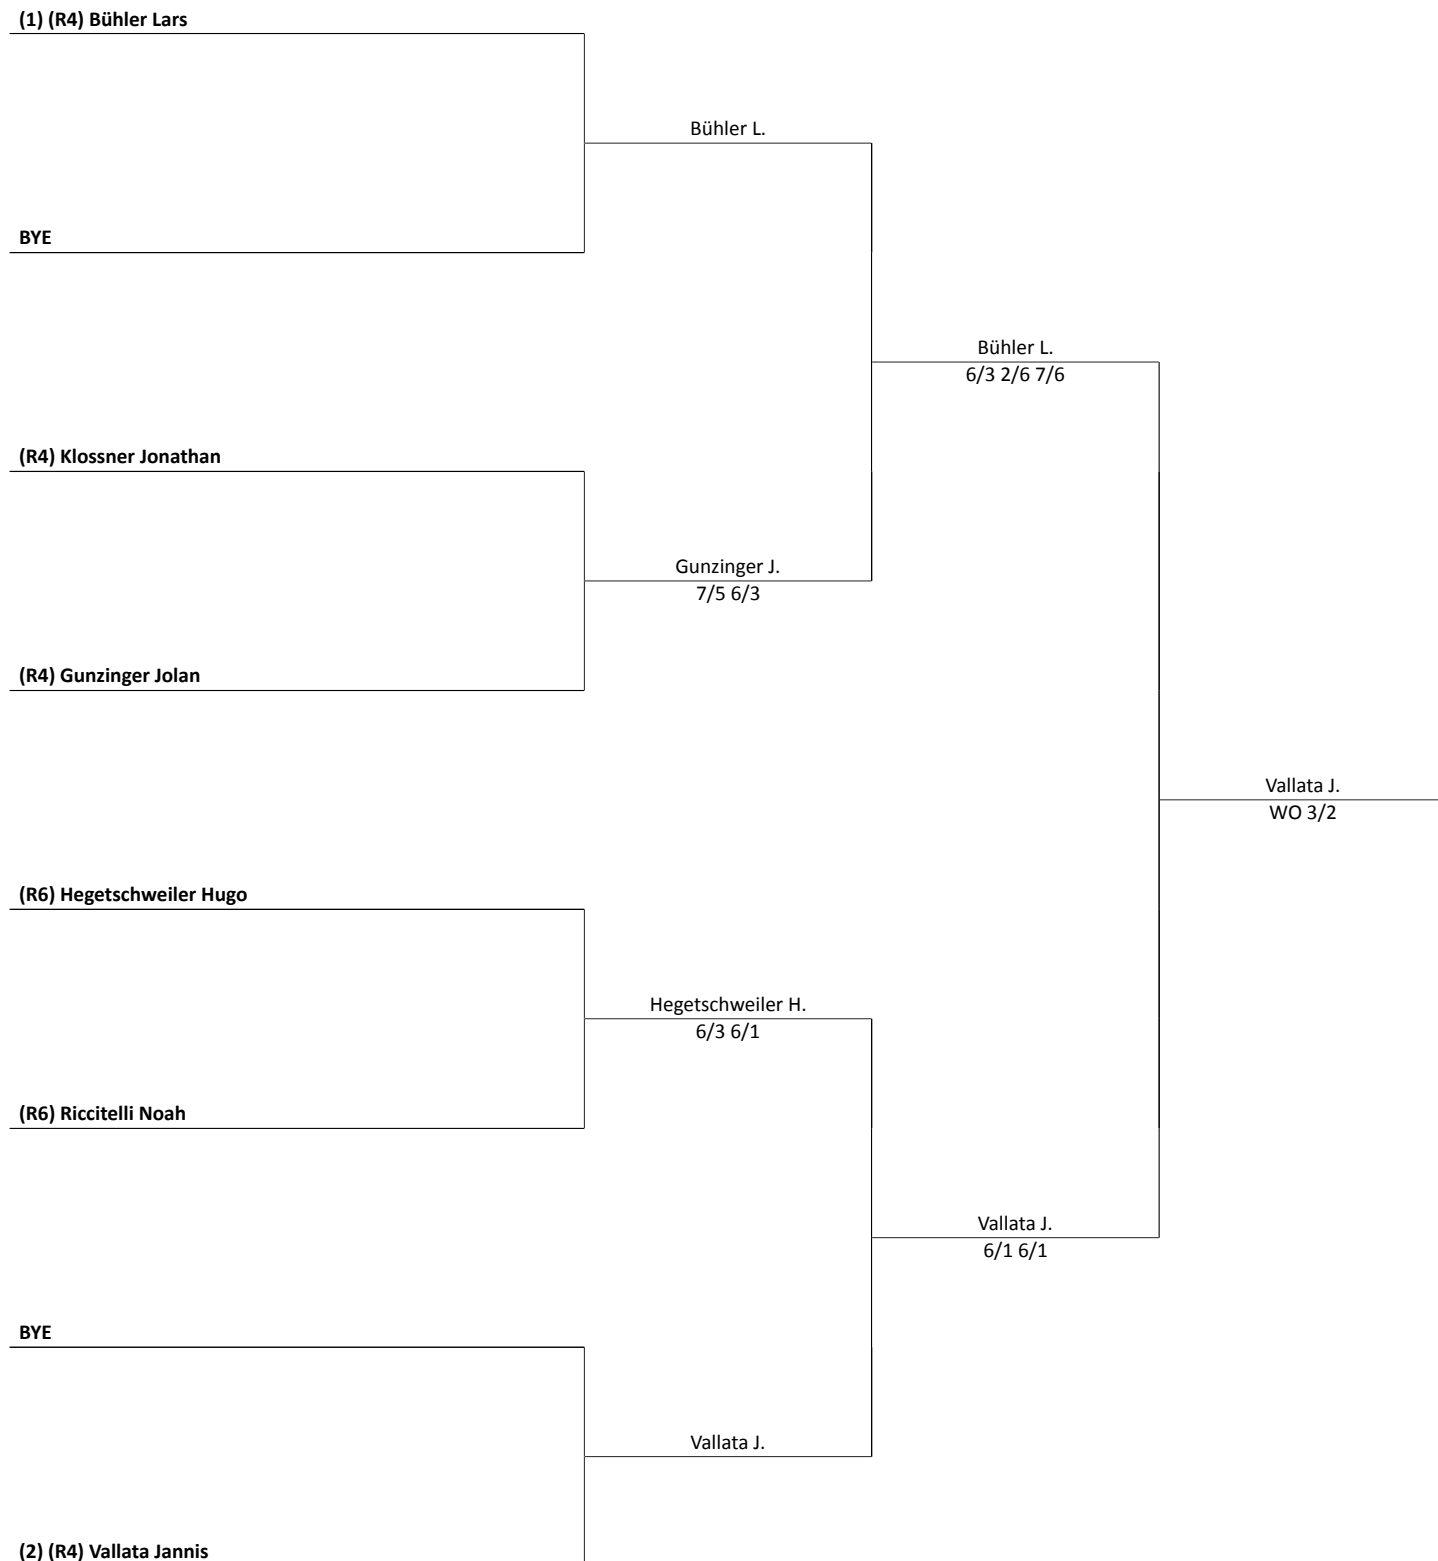 (1) (R4) Bühler Lars
Bühler L.
BYE
Bühler L.
6/3 2/6 7/6
(R4) Klossner Jonathan
Gunzinger J.
7/5 6/3
(R4) Gunzinger Jolan
Vallata J.
WO 3/2
(R6) Hegetschweiler Hugo
Hegetschweiler H.
6/3 6/1
(R6) Riccitelli Noah
Vallata J.
6/1 6/1
BYE
Vallata J.
(2) (R4) Vallata Jannis